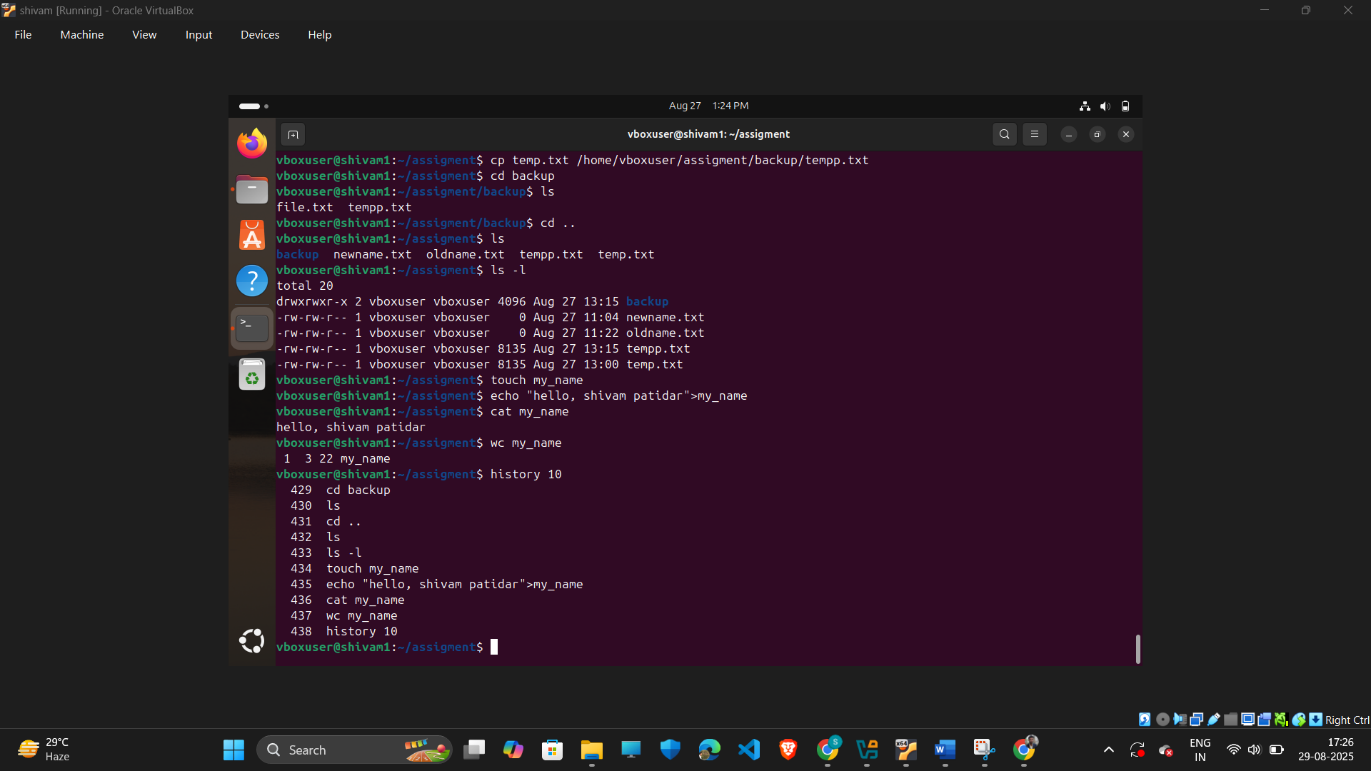 shivam [Running] - Oracle VirtualBox
File Machine View Input Devices Help
Aug 27 1:24 PM
vboxuser@shivam1: ~/assigment
vboxuser@shivam1:~/assigment$ cp temp.txt /home/vboxuser/assigment/backup/tempp.txt
vboxuser@shivam1:~/assigment$ cd backup
vboxuser@shivam1:~/assigment/backup$ ls
file.txt  tempp.txt
vboxuser@shivam1:~/assigment/backup$ cd ..
vboxuser@shivam1:~/assigment$ ls
backup  newname.txt  oldname.txt  tempp.txt  temp.txt
vboxuser@shivam1:~/assigment$ ls -l
total 20
drwxrwxr-x 2 vboxuser vboxuser 4096 Aug 27 13:15 backup
-rw-rw-r-- 1 vboxuser vboxuser    0 Aug 27 11:04 newname.txt
-rw-rw-r-- 1 vboxuser vboxuser    0 Aug 27 11:22 oldname.txt
-rw-rw-r-- 1 vboxuser vboxuser 8135 Aug 27 13:15 tempp.txt
-rw-rw-r-- 1 vboxuser vboxuser 8135 Aug 27 13:00 temp.txt
vboxuser@shivam1:~/assigment$ touch my_name
vboxuser@shivam1:~/assigment$ echo "hello, shivam patidar">my_name
vboxuser@shivam1:~/assigment$ cat my_name
hello, shivam patidar
vboxuser@shivam1:~/assigment$ wc my_name
 1  3 22 my_name
vboxuser@shivam1:~/assigment$ history 10
  429  cd backup
  430  ls
  431  cd ..
  432  ls
  433  ls -l
  434  touch my_name
  435  echo "hello, shivam patidar">my_name
  436  cat my_name
  437  wc my_name
  438  history 10
vboxuser@shivam1:~/assigment$
Right Ctrl
29°C
Haze
Search
ENG
IN
17:26
29-08-2025